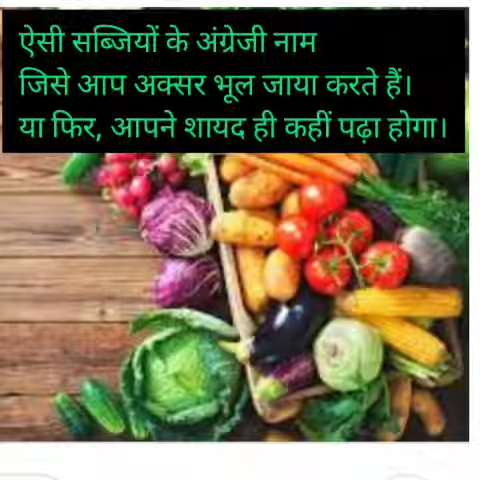 ऐसी सब्जियों के अंग्रेजी नाम
जिसे आप अक्सर भूल जाया करते हैं।
या फिर, आपने शायद ही कहीं पढ़ा होगा।